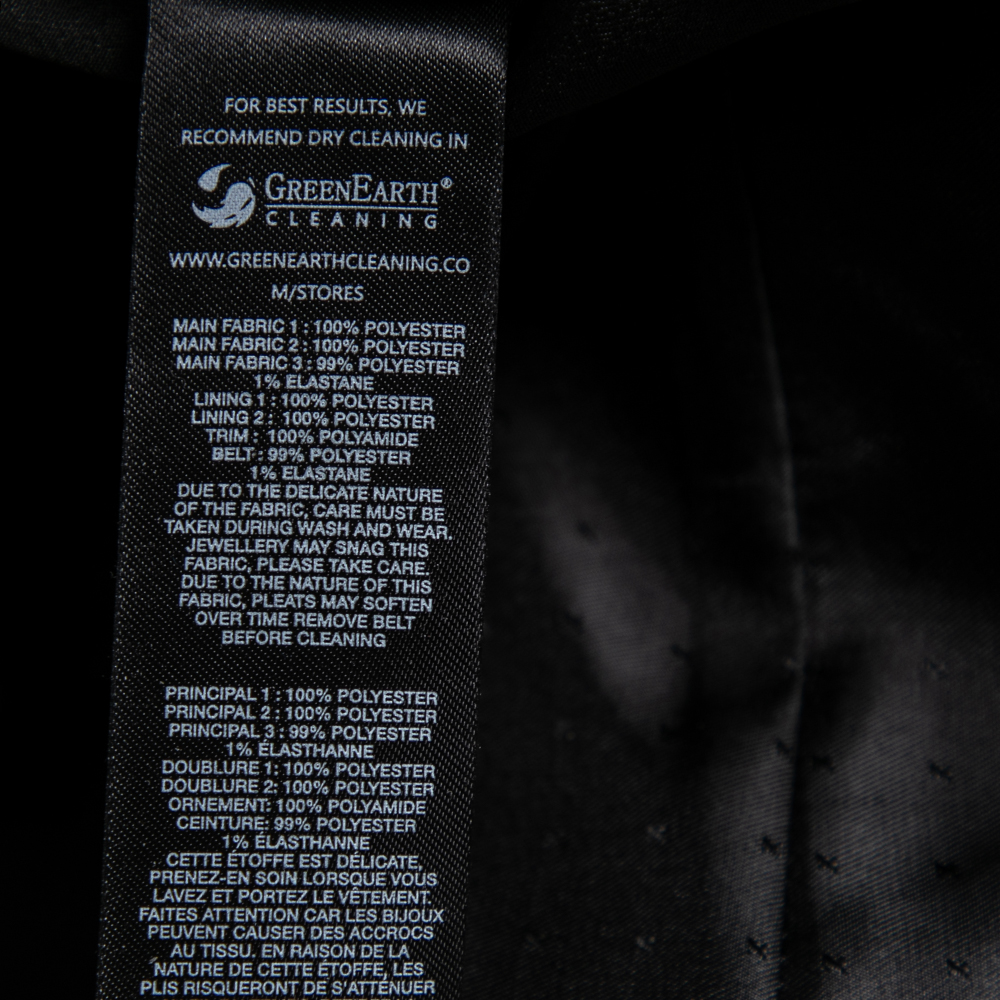 FOR BEST RESULTS, WE
RECOMMEND DRY CLEANING IN
GREENEARTH®
CLEANING
WWW.GREENEARTHCLEANING.CO
M/STORES
MAIN FABRIC 1 : 100% POLYESTER
MAIN FABRIC 2 : 100% POLYESTER
MAIN FABRIC 3 : 99% POLYESTER
1% ELASTANE
LINING 1 : 100% POLYESTER
LINING 2 : 100% POLYESTER
TRIM : 100% POLYAMIDE
BELT : 99% POLYESTER
1% ELASTANE
DUE TO THE DELICATE NATURE
OF THE FABRIC, CARE MUST BE
TAKEN DURING WASH AND WEAR.
JEWELLERY MAY SNAG THIS
FABRIC, PLEASE TAKE CARE.
DUE TO THE NATURE OF THIS
FABRIC, PLEATS MAY SOFTEN
OVER TIME REMOVE BELT
BEFORE CLEANING
PRINCIPAL 1 : 100% POLYESTER
PRINCIPAL 2 : 100% POLYESTER
PRINCIPAL 3 : 99% POLYESTER
1% ÉLASTHANNE
DOUBLURE 1: 100% POLYESTER
DOUBLURE 2: 100% POLYESTER
ORNEMENT: 100% POLYAMIDE
CEINTURE: 99% POLYESTER
1% ÉLASTHANNE
CETTE ÉTOFFE EST DÉLICATE,
PRENEZ-EN SOIN LORSQUE VOUS
LAVEZ ET PORTEZ LE VÊTEMENT.
FAITES ATTENTION CAR LES BIJOUX
PEUVENT CAUSER DES ACCROCS
AU TISSU. EN RAISON DE LA
NATURE DE CETTE ÉTOFFE, LES
PLIS RISQUERONT DE S'ATTÉNUER